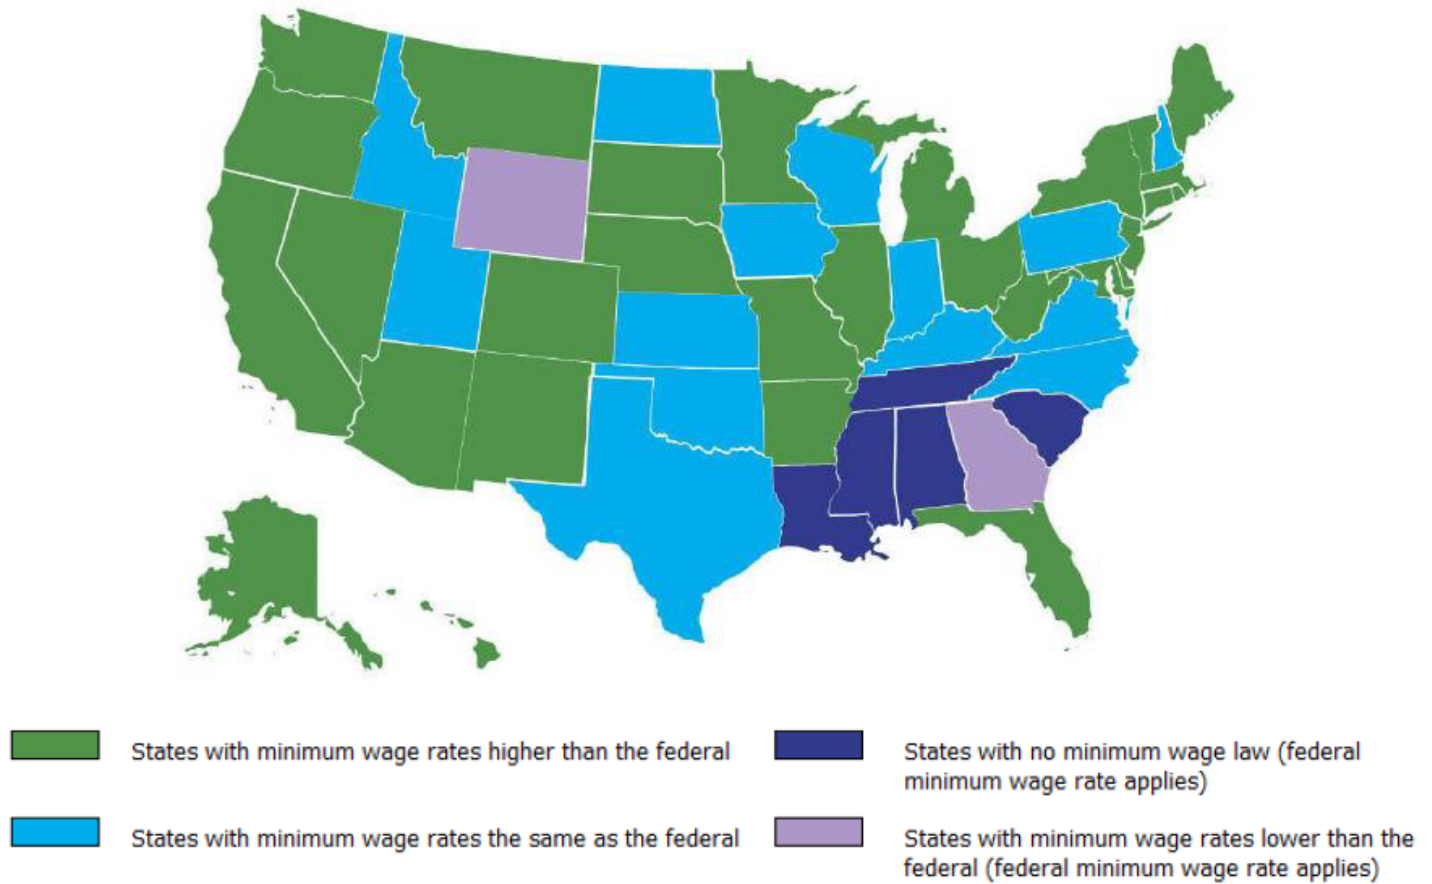 States with minimum wage rates higher than the federal
States with no minimum wage law (federal
minimum wage rate applies)
States with minimum wage rates the same as the federal
States with minimum wage rates lower than the
federal (federal minimum wage rate applies)